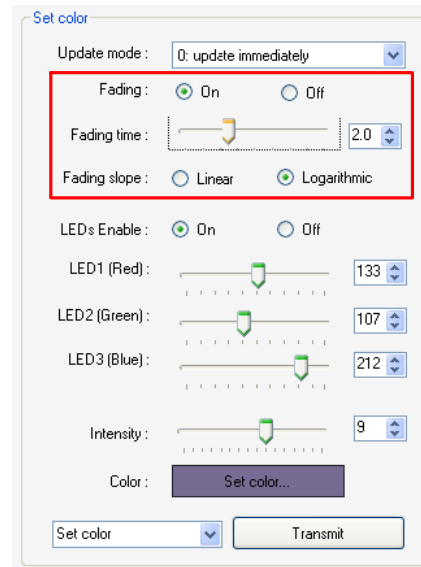 Set color
Update mode : 0: update immediately
Fading : On Off
Fading time : 2.0
Fading slope : Linear Logarithmic
LEDs Enable : On Off
LED1 (Red) : 133
LED2 (Green) : 107
LED3 (Blue) : 212
Intensity : 9
Color : Set color...
Set color Transmit